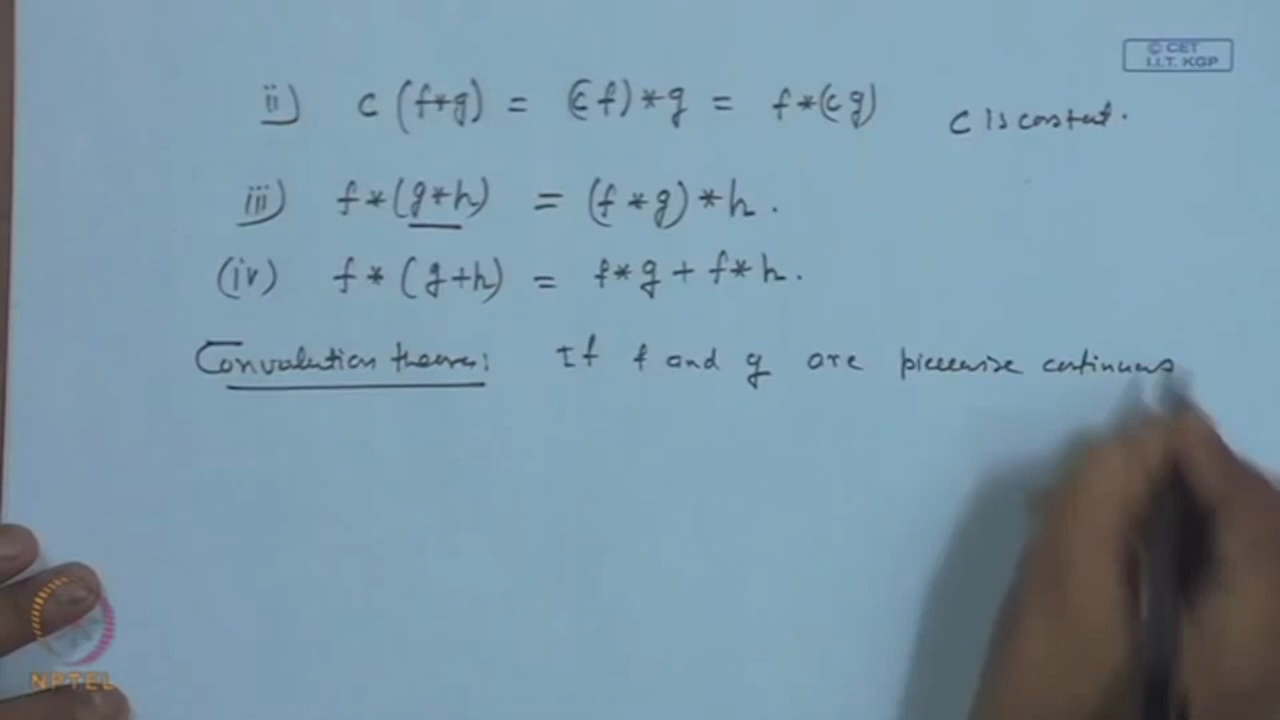 © CET
I.I.T. KGP
ii) c (f*g) = (cf)*g = f*(cg) c is constant.
iii) f*(g*h) = (f*g)*h.
(iv) f*(g+h) = f*g + f*h.
Convolution theorem: If f and g are piecewise continuous
NPTEL